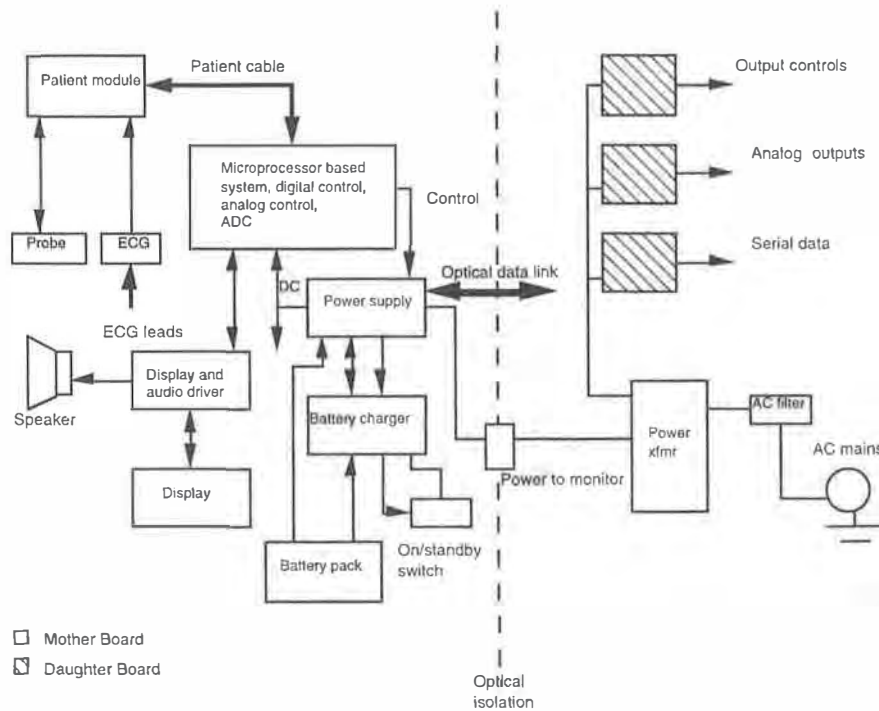 Patient module
Patient cable
Microprocessor based
system, digital control,
analog control,
ADC
Control
Probe
ECG
ECG leads
DC
Power supply
Optical data link
Speaker
Display and
audio driver
Display
Battery charger
Battery pack
On/standby
switch
Power to monitor
Output controls
Analog outputs
Serial data
Power
xfmr
AC filter
AC mains
Mother Board
Daughter Board
Optical
isolation